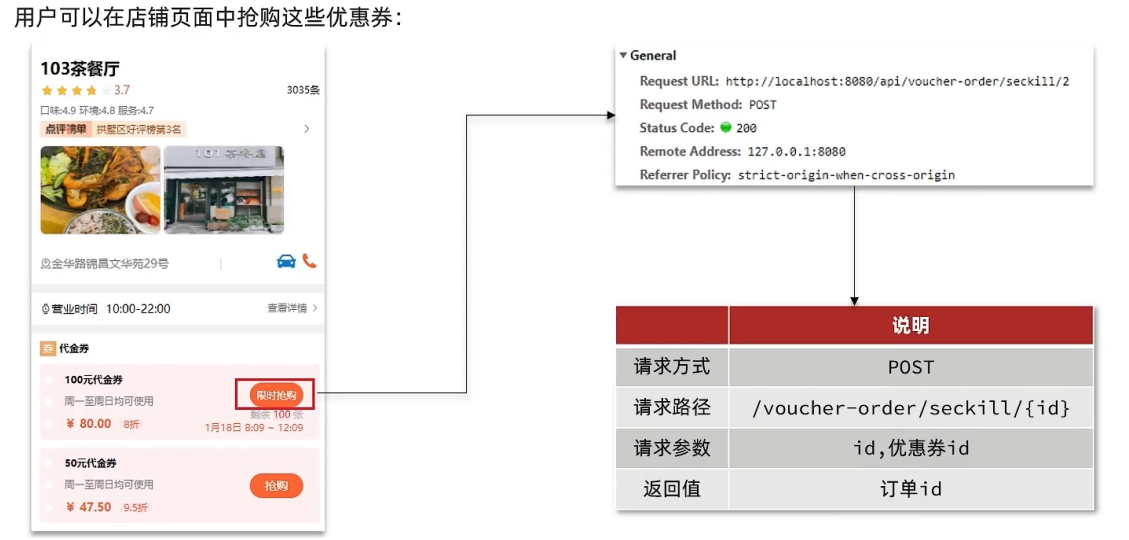 用户可以在店铺页面中抢购这些优惠券：
103茶餐厅
3.7 3035条
口味:4.9 环境:4.8 服务:4.7
点评榜单 拱墅区好评榜第3名
金华路锦昌文华苑29号
营业时间 10:00-22:00 查看详情
券 代金券
100元代金券
限时抢购
周一至周日均可使用
剩余 100 张
¥ 80.00 8折
1月18日 8:09 ~ 12:09
50元代金券
周一至周日均可使用
抢购
¥ 47.50 9.5折
General
Request URL: http://localhost:8080/api/voucher-order/seckill/2
Request Method: POST
Status Code: 200
Remote Address: 127.0.0.1:8080
Referrer Policy: strict-origin-when-cross-origin
说明
请求方式 POST
请求路径 /voucher-order/seckill/{id}
请求参数 id,优惠券id
返回值 订单id